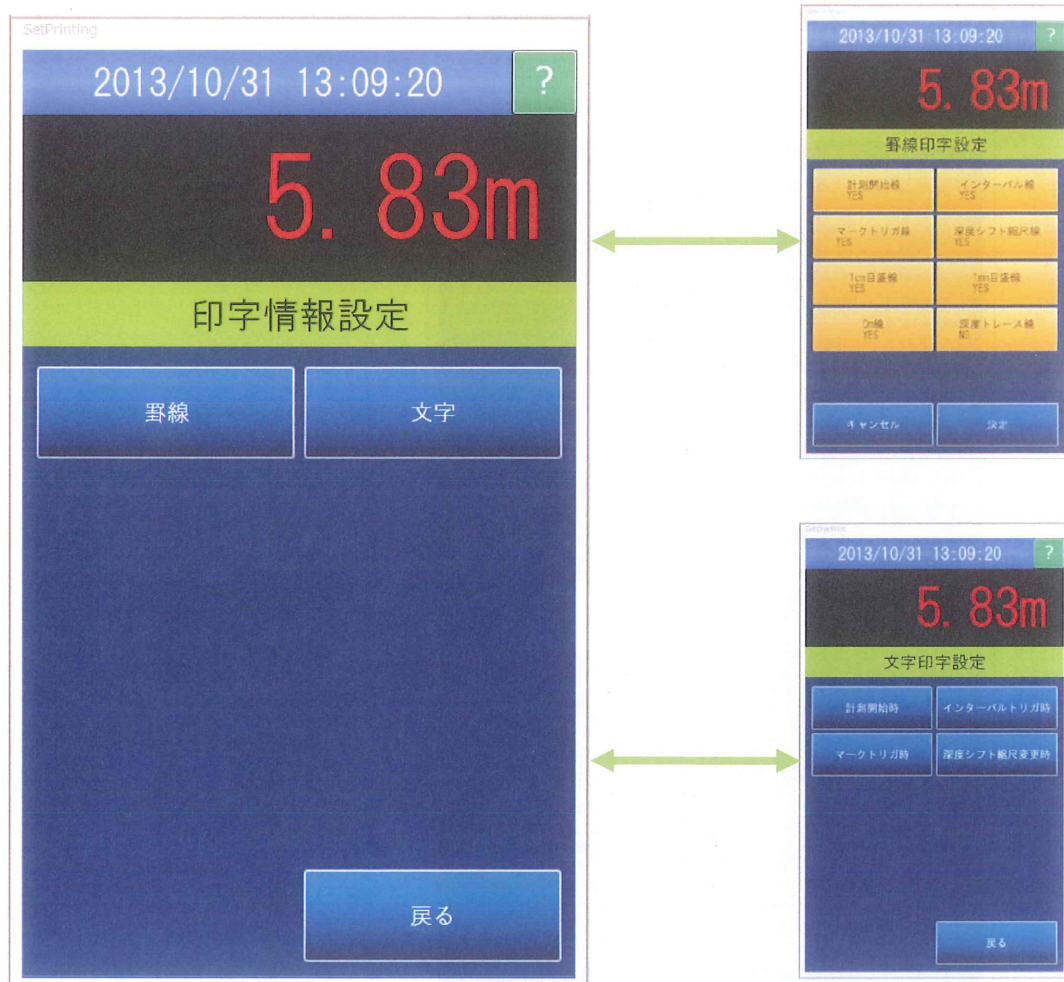 SetPrinting
2013/10/31 13:09:20 ?
5.83m
印字情報設定
罫線 文字
戻る
2013/10/31 13:09:20 ?
5.83m
罫線印字設定
計測開始線 インターバル線
YES YES
マークトリガ線 深度シフト縮尺線
YES YES
1cm目盛線 1mm目盛線
YES YES
0m線 深度トレース線
YES NO
キャンセル 設定
2013/10/31 13:09:20 ?
5.83m
文字印字設定
計測開始時 インターバルトリガ時
マークトリガ時 深度シフト縮尺変更時
戻る